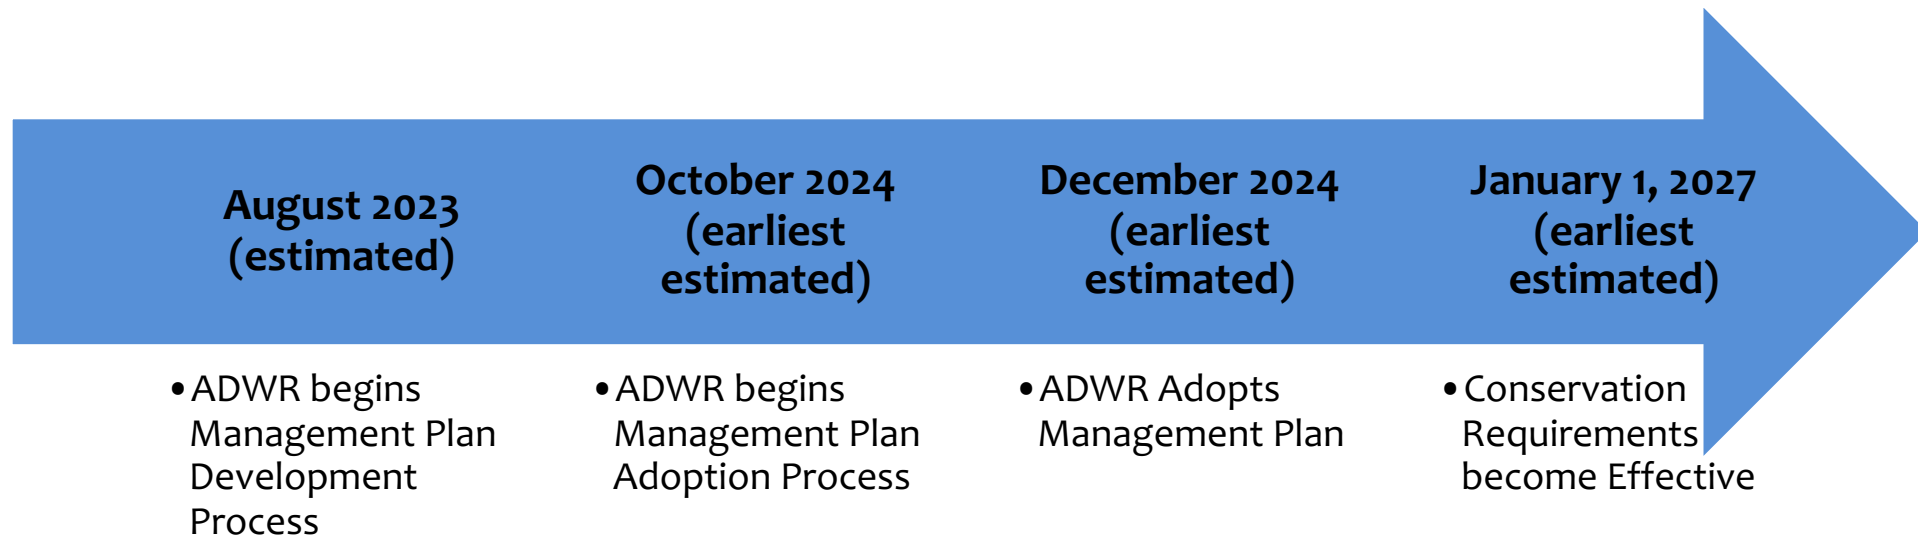 August 2023
(estimated)
October 2024
(earliest
estimated)
December 2024
(earliest
estimated)
January 1, 2027
(earliest
estimated)
•ADWR begins
Management Plan
Development
Process
•ADWR begins
Management Plan
Adoption Process
•ADWR Adopts
Management Plan
•Conservation
Requirements
become Effective